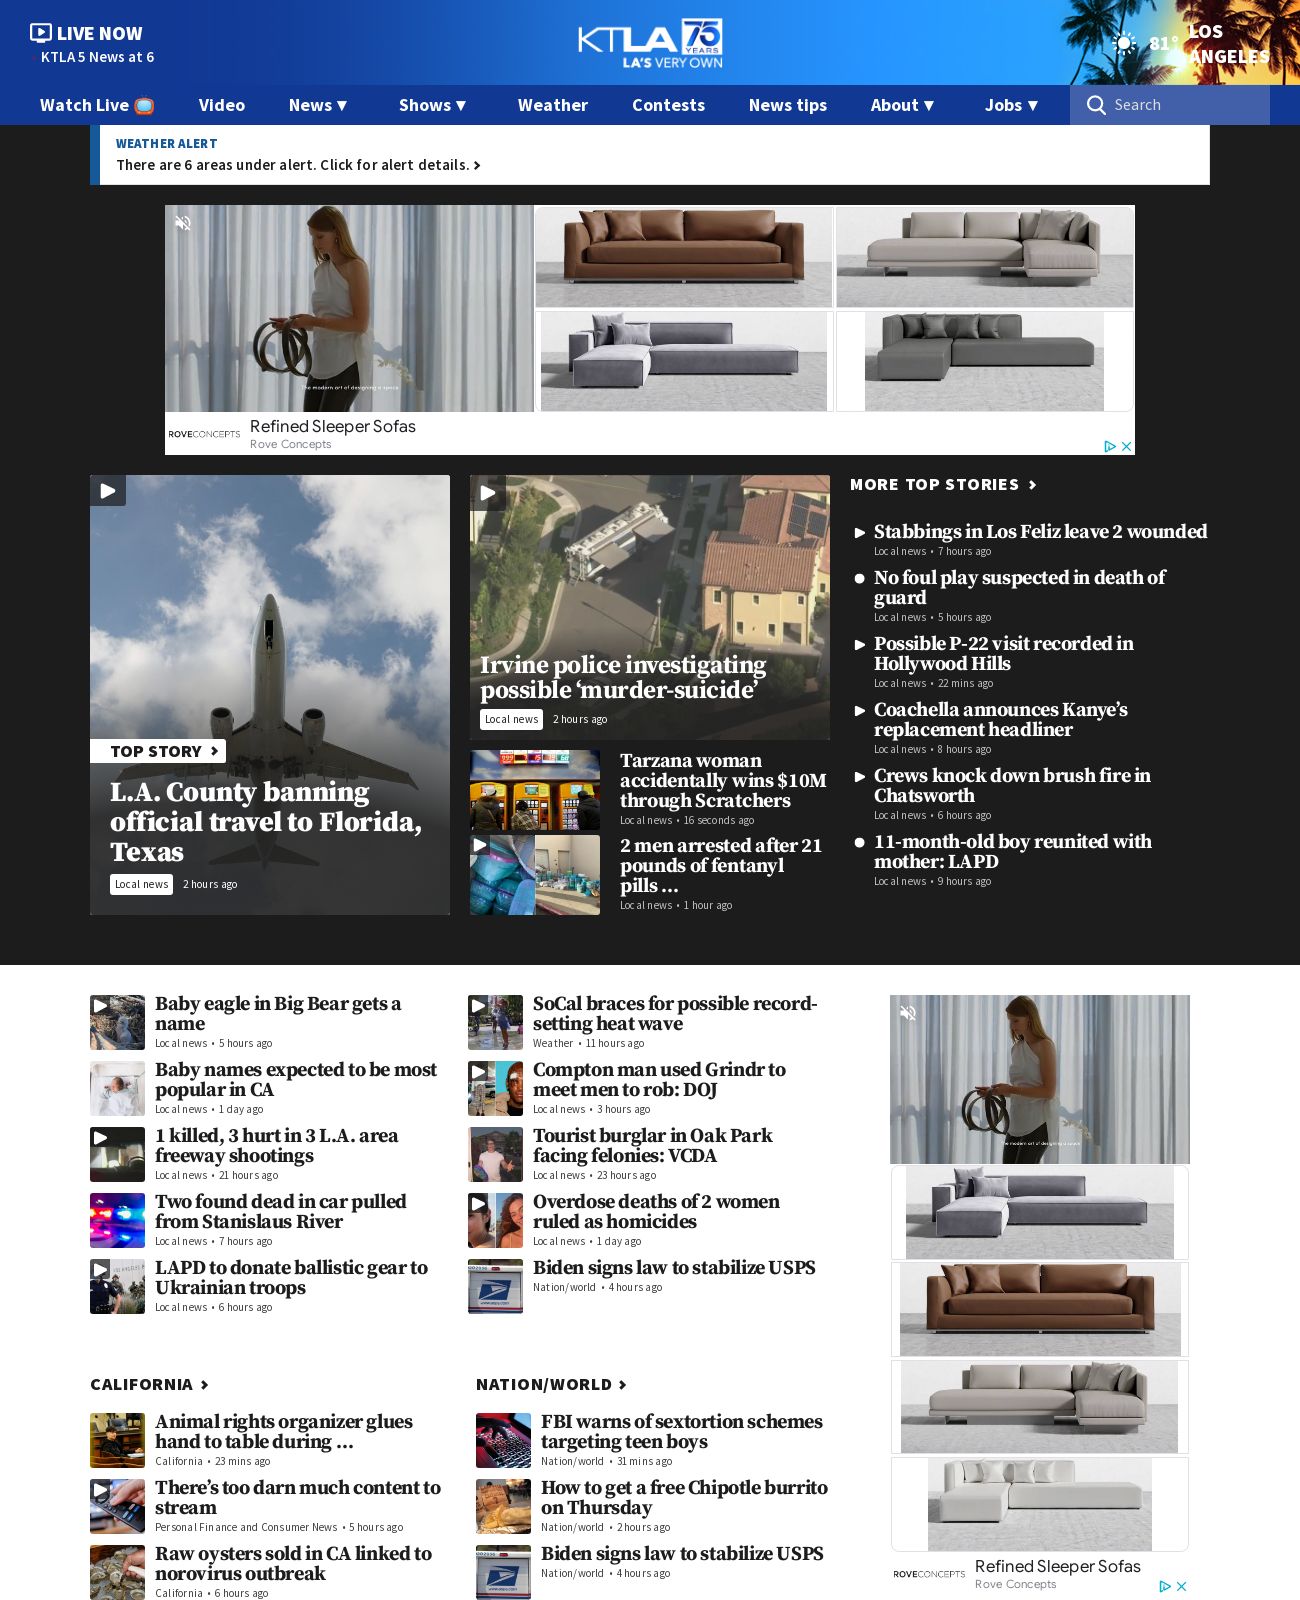 LIVE NOW
KTLA 5 News at 6
KTLA 75
YEARS
LA'S VERY OWN
81°
LOS
ANGELES
Watch Live
Video
News ▼
Shows ▼
Weather
Contests
News tips
About ▼
Jobs ▼
Search
WEATHER ALERT
There are 6 areas under alert. Click for alert details.
The modern art of designing a space
ROVECONCEPTS
Refined Sleeper Sofas
Rove Concepts
TOP STORY
L.A. County banning
official travel to Florida,
Texas
Local news
2 hours ago
Irvine police investigating
possible ‘murder-suicide’
Local news
2 hours ago
Tarzana woman
accidentally wins $10M
through Scratchers
Local news • 16 seconds ago
2 men arrested after 21
pounds of fentanyl
pills …
Local news • 1 hour ago
MORE TOP STORIES
Stabbings in Los Feliz leave 2 wounded
Local news • 7 hours ago
No foul play suspected in death of
guard
Local news • 5 hours ago
Possible P-22 visit recorded in
Hollywood Hills
Local news • 22 mins ago
Coachella announces Kanye’s
replacement headliner
Local news • 8 hours ago
Crews knock down brush fire in
Chatsworth
Local news • 6 hours ago
11-month-old boy reunited with
mother: LAPD
Local news • 9 hours ago
Baby eagle in Big Bear gets a
name
Local news • 5 hours ago
Baby names expected to be most
popular in CA
Local news • 1 day ago
1 killed, 3 hurt in 3 L.A. area
freeway shootings
Local news • 21 hours ago
Two found dead in car pulled
from Stanislaus River
Local news • 7 hours ago
LAPD to donate ballistic gear to
Ukrainian troops
Local news • 6 hours ago
SoCal braces for possible record-
setting heat wave
Weather • 11 hours ago
Compton man used Grindr to
meet men to rob: DOJ
Local news • 3 hours ago
Tourist burglar in Oak Park
facing felonies: VCDA
Local news • 23 hours ago
Overdose deaths of 2 women
ruled as homicides
Local news • 1 day ago
Biden signs law to stabilize USPS
Nation/world • 4 hours ago
The modern art of designing a space
ROVECONCEPTS
Refined Sleeper Sofas
Rove Concepts
CALIFORNIA
Animal rights organizer glues
hand to table during …
California • 23 mins ago
There’s too darn much content to
stream
Personal Finance and Consumer News • 5 hours ago
Raw oysters sold in CA linked to
norovirus outbreak
California • 6 hours ago
NATION/WORLD
FBI warns of sextortion schemes
targeting teen boys
Nation/world • 31 mins ago
How to get a free Chipotle burrito
on Thursday
Nation/world • 2 hours ago
Biden signs law to stabilize USPS
Nation/world • 4 hours ago